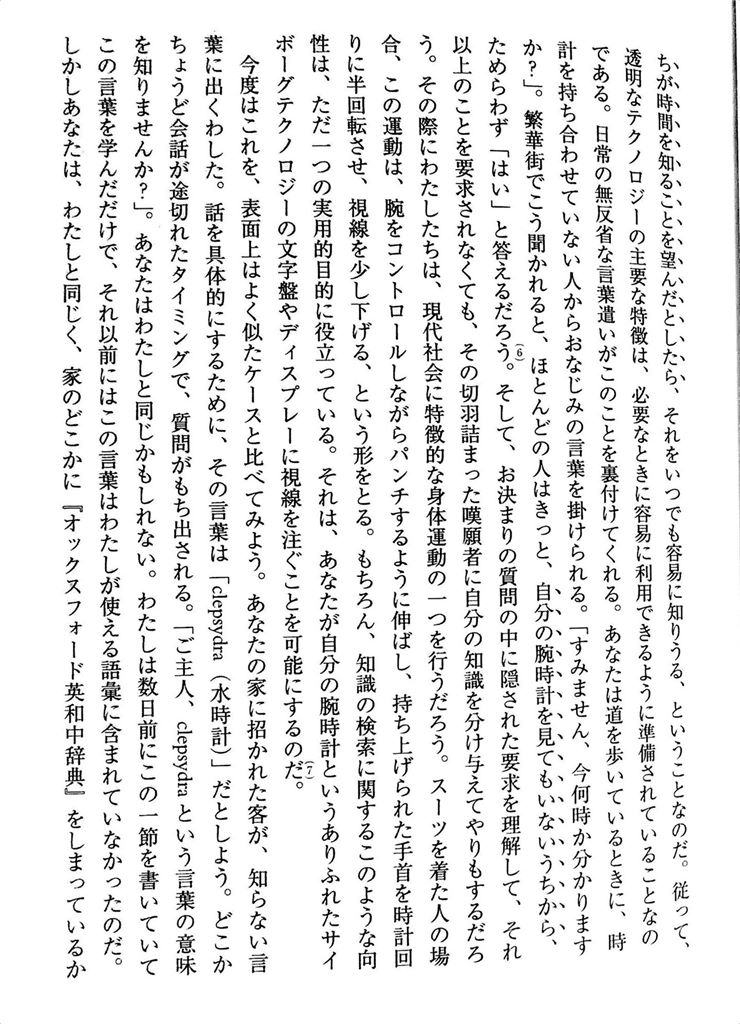 ちが時間を知ることを望んだとしたら、それをいつでも容易に知りうる、ということなのだ。従って、
透明なテクノロジーの主要な特徴は、必要なときに容易に利用できるように準備されていることなの
である。日常の無反省な言葉遣いがこのことを裏付けてくれる。あなたは道を歩いているときに、時
計を持ち合わせていない人からおなじみの言葉を掛けられる。「すみません、今何時か分かります
か?」。繁華街でこう聞かれると、ほとんどの人はきっと、自分の腕時計を見てもいないうちから、
ためらわず「はい」と答えるだろう。(6)そして、お決まりの質問の中に隠された要求を理解して、それ
以上のことを要求されなくても、その切羽詰まった嘆願者に自分の知識を分け与えてやりもするだろ
う。その際にわたしたちは、現代社会に特徴的な身体運動の一つを行うだろう。スーツを着た人の場
合、この運動は、腕をコントロールしながらパンチするように伸ばし、持ち上げられた手首を時計回
りに半回転させ、視線を少し下げる、という形をとる。もちろん、知識の検索に関するこのような向
性は、ただ一つの実用的目的に役立っている。それは、あなたが自分の腕時計というありふれたサイ
ボーグテクノロジーの文字盤やディスプレーに視線を注ぐことを可能にするのだ。(7)
今度はこれを、表面上はよく似たケースと比べてみよう。あなたの家に招かれた客が、知らない言
葉に出くわした。話を具体的にするために、その言葉は「clepsydra(水時計)」だとしよう。どこか
ちょうど会話が途切れたタイミングで、質問がもち出される。「ご主人、clepsydraという言葉の意味
を知りませんか?」。あなたはわたしと同じかもしれない。わたしは数日前にこの一節を書いていて
この言葉を学んだだけで、それ以前にはこの言葉はわたしが使える語彙に含まれていなかったのだ。
しかしあなたは、わたしと同じく、家のどこかに『オックスフォード英和中辞典』をしまっているか